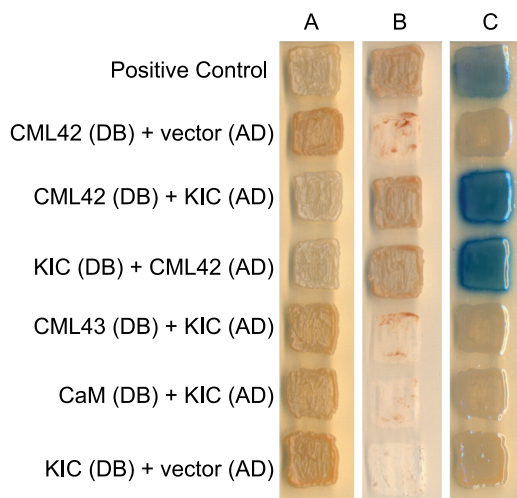 A B C
Positive Control
CML42 (DB) + vector (AD)
CML42 (DB) + KIC (AD)
KIC (DB) + CML42 (AD)
CML43 (DB) + KIC (AD)
CaM (DB) + KIC (AD)
KIC (DB) + vector (AD)